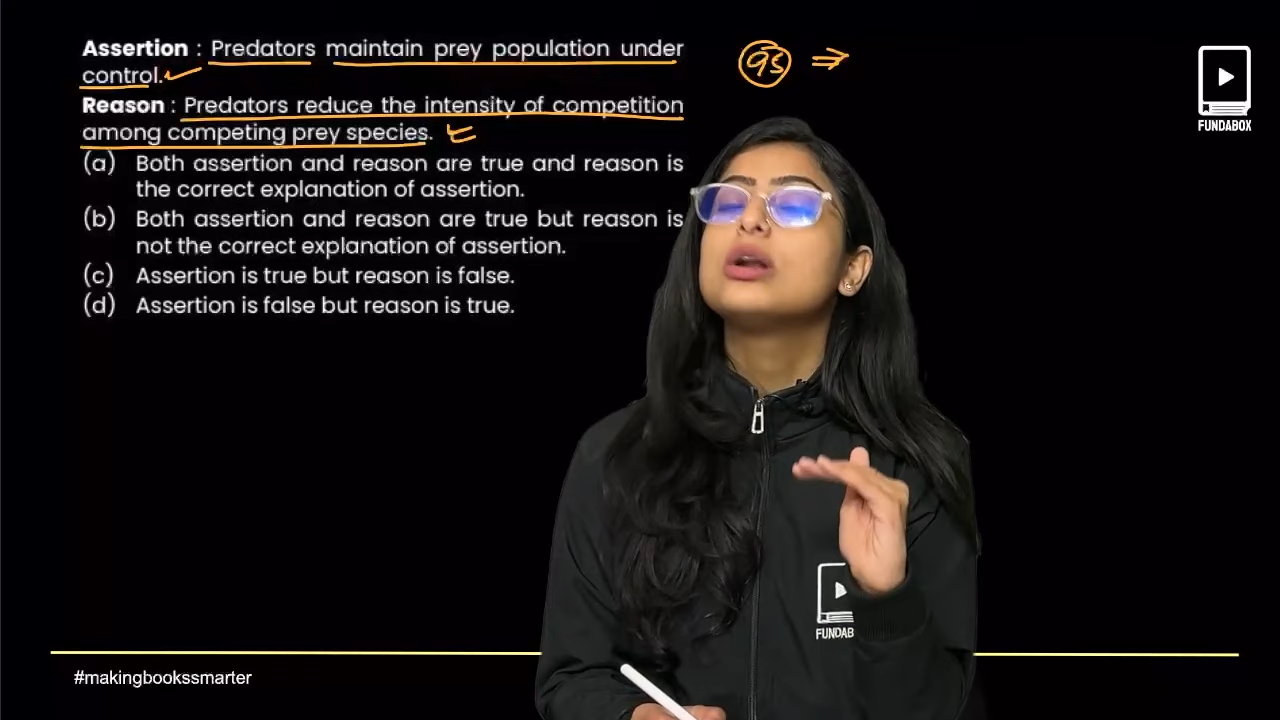 Assertion : Predators maintain prey population under
control.
Reason : Predators reduce the intensity of competition
among competing prey species.
(a) Both assertion and reason are true and reason is
the correct explanation of assertion.
(b) Both assertion and reason are true but reason is
not the correct explanation of assertion.
(c) Assertion is true but reason is false.
(d) Assertion is false but reason is true.
FUNDABOX
FUNDAB
#makingbookssmarter